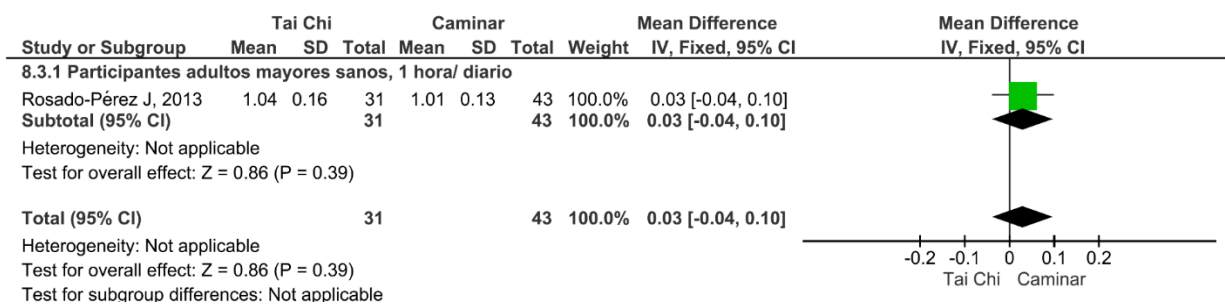 Tai Chi Caminar Mean Difference Mean Difference
Study or Subgroup Mean SD Total Mean SD Total Weight IV, Fixed, 95% CI IV, Fixed, 95% CI
8.3.1 Participantes adultos mayores sanos, 1 hora/ diario
Rosado-Pérez J, 2013 1.04 0.16 31 1.01 0.13 43 100.0% 0.03 [-0.04, 0.10]
Subtotal (95% CI) 31 43 100.0% 0.03 [-0.04, 0.10]
Heterogeneity: Not applicable
Test for overall effect: Z = 0.86 (P = 0.39)
Total (95% CI) 31 43 100.0% 0.03 [-0.04, 0.10]
Heterogeneity: Not applicable
Test for overall effect: Z = 0.86 (P = 0.39)
Test for subgroup differences: Not applicable
-0.2 -0.1 0 0.1 0.2
Tai Chi Caminar